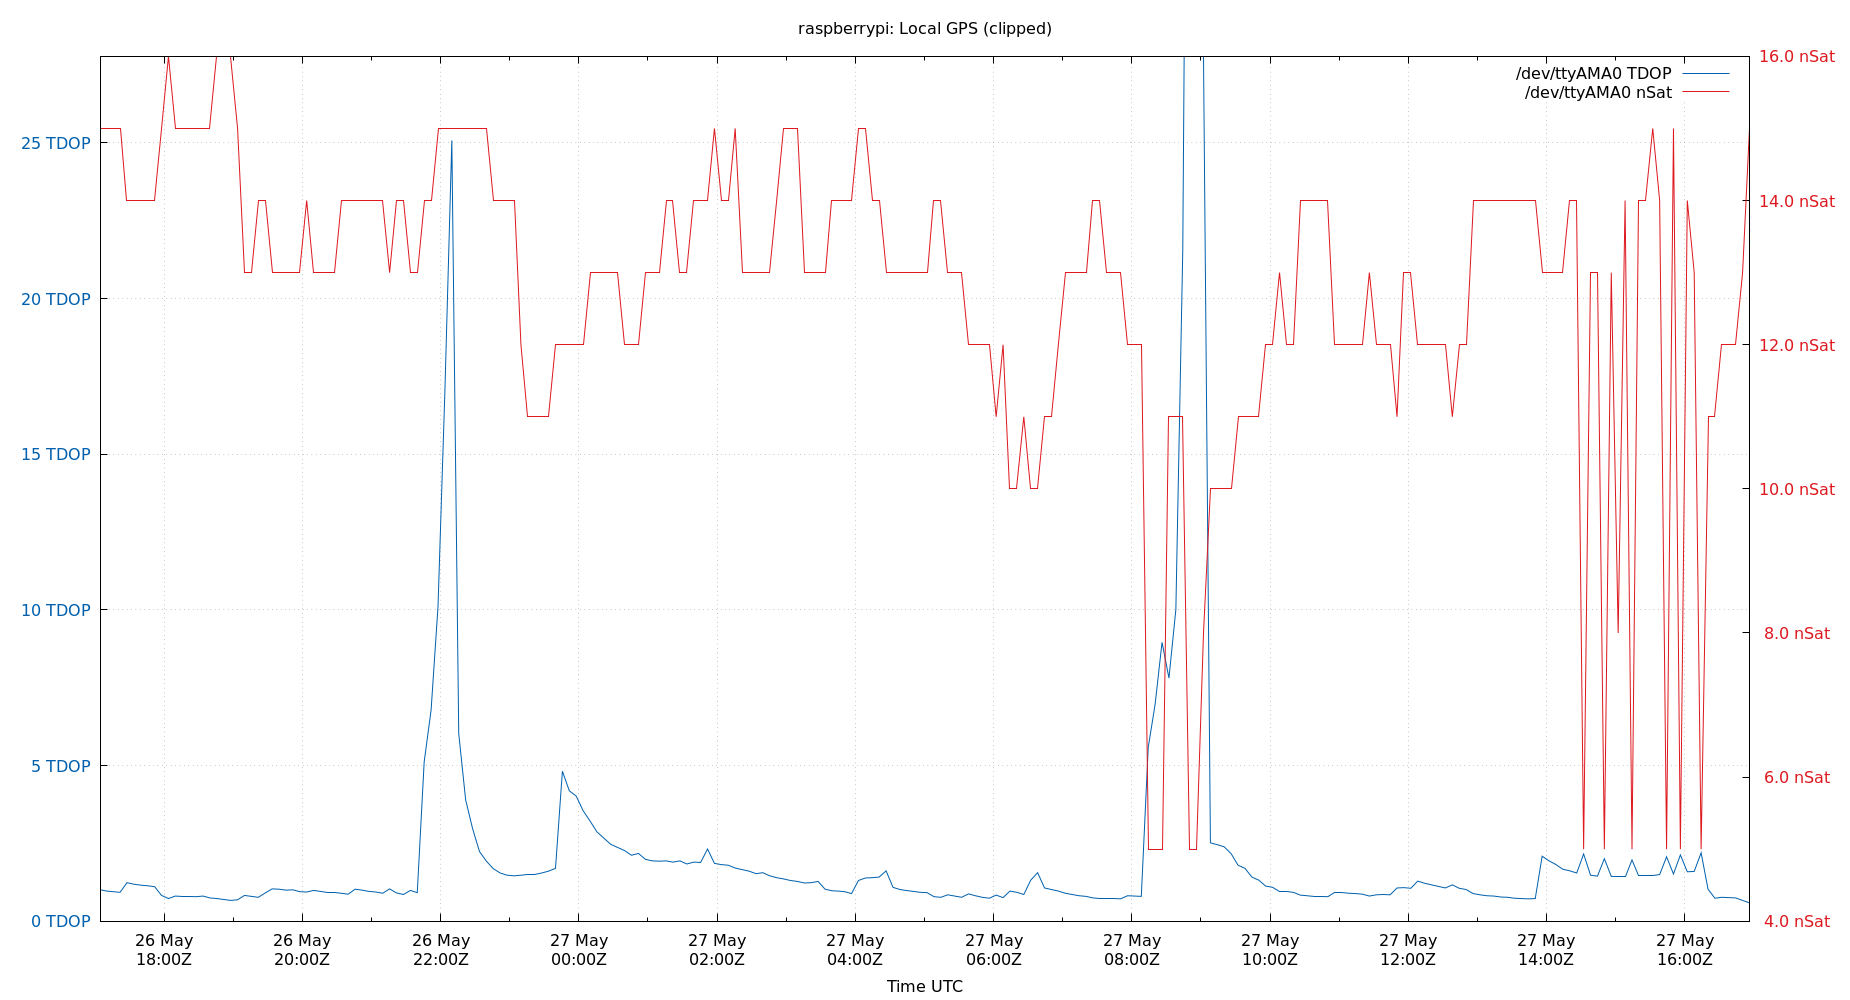 raspberrypi: Local GPS (clipped)
/dev/ttyAMA0 TDOP
/dev/ttyAMA0 nSat
25 TDOP
20 TDOP
15 TDOP
10 TDOP
5 TDOP
0 TDOP
16.0 nSat
14.0 nSat
12.0 nSat
10.0 nSat
8.0 nSat
6.0 nSat
4.0 nSat
26 May
18:00Z
26 May
20:00Z
26 May
22:00Z
27 May
00:00Z
27 May
02:00Z
27 May
04:00Z
27 May
06:00Z
27 May
08:00Z
27 May
10:00Z
27 May
12:00Z
27 May
14:00Z
27 May
16:00Z
Time UTC